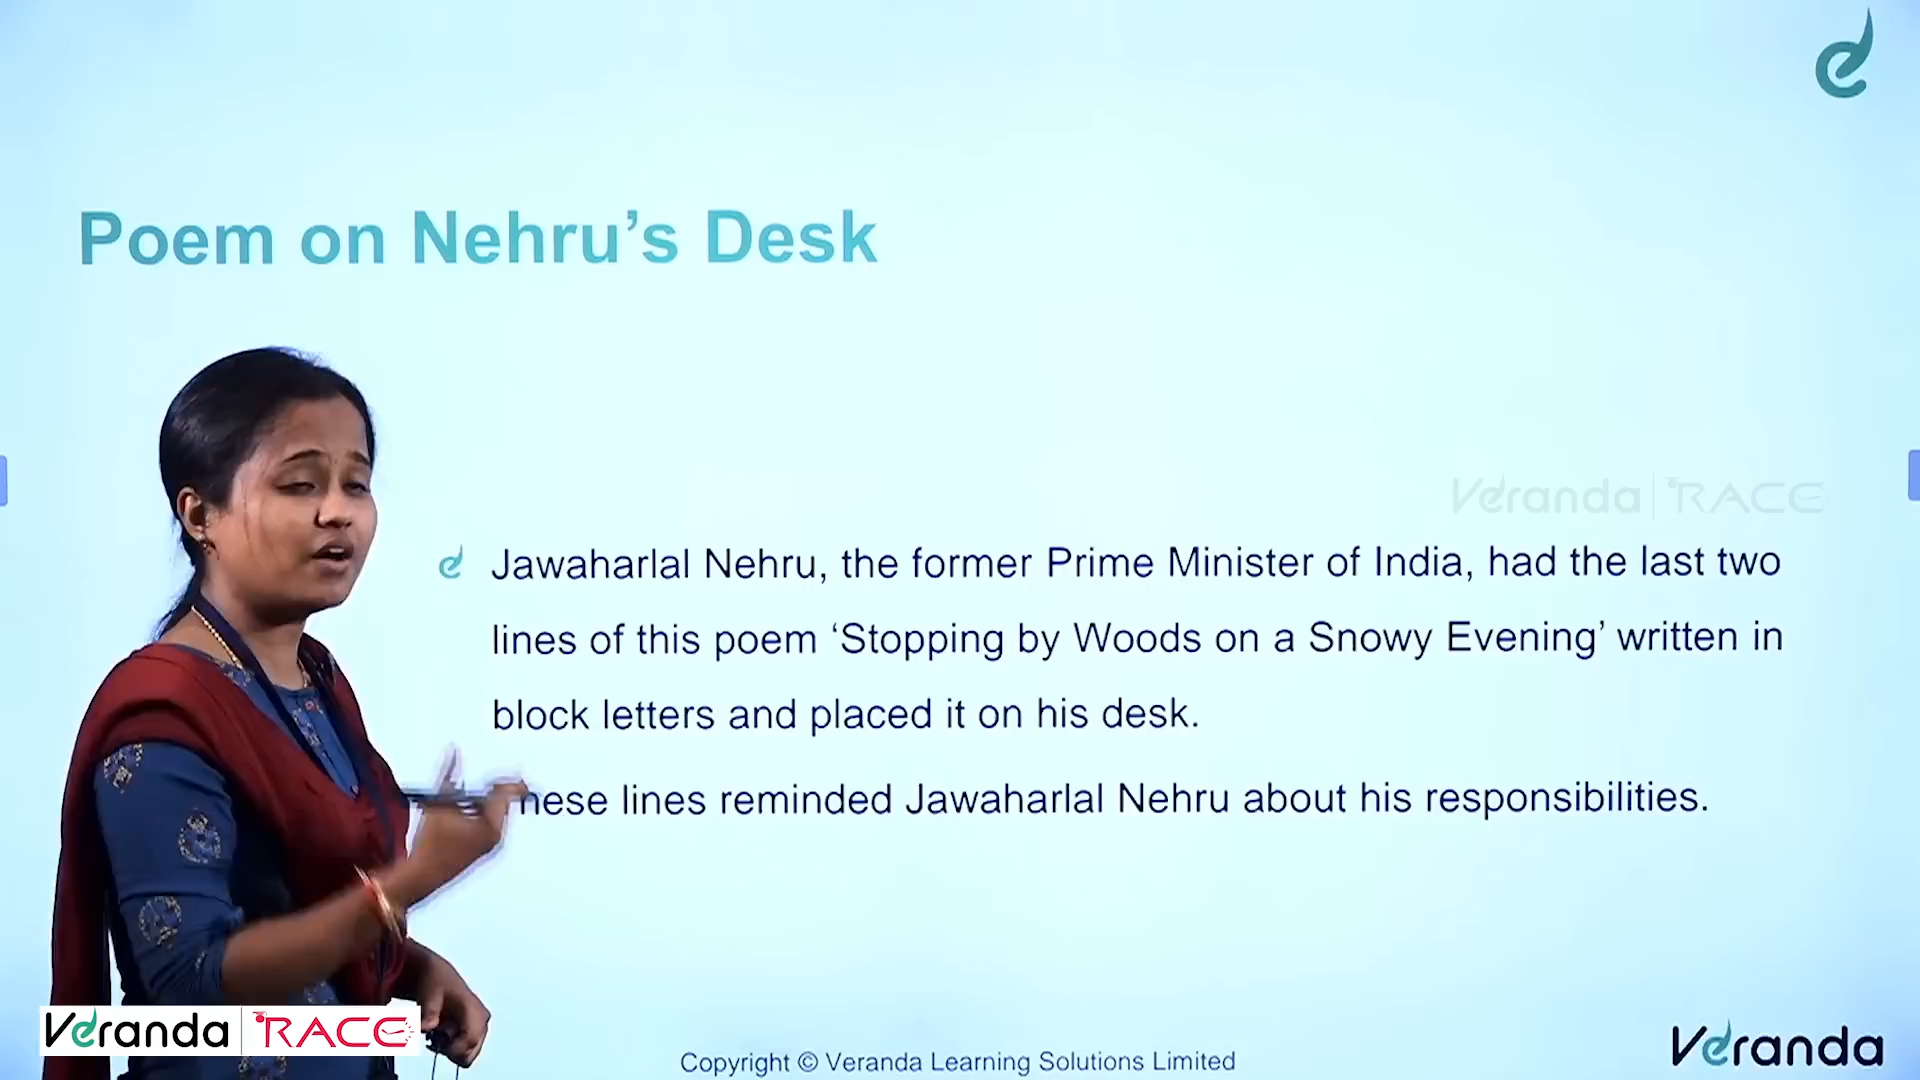 Poem on Nehru’s Desk
Veranda RACE
Jawaharlal Nehru, the former Prime Minister of India, had the last two
lines of this poem ‘Stopping by Woods on a Snowy Evening’ written in
block letters and placed it on his desk.
hese lines reminded Jawaharlal Nehru about his responsibilities.
Veranda RACE
Copyright © Veranda Learning Solutions Limited
Veranda